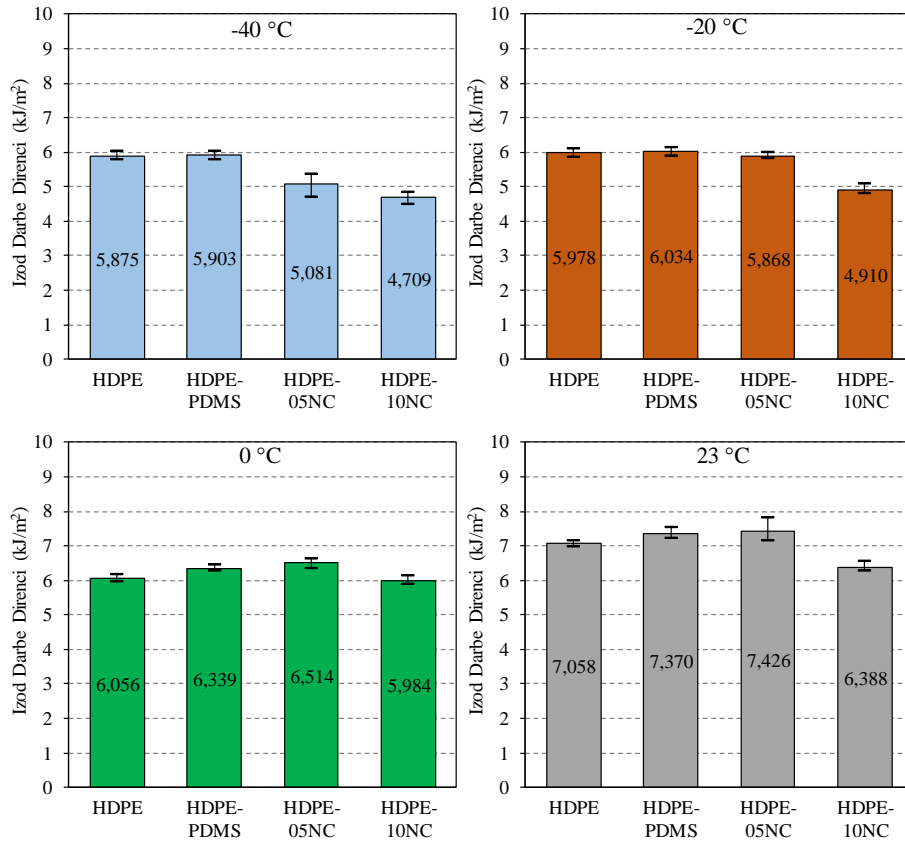 -40 °C
10
9
8
7
6
5
4
3
2
1
0
Izod Darbe Direnci (kJ/m²)
5,875
5,903
5,081
4,709
HDPE
HDPE-PDMS
HDPE-05NC
HDPE-10NC
-20 °C
10
9
8
7
6
5
4
3
2
1
0
Izod Darbe Direnci (kJ/m²)
5,978
6,034
5,868
4,910
HDPE
HDPE-PDMS
HDPE-05NC
HDPE-10NC
0 °C
10
9
8
7
6
5
4
3
2
1
0
Izod Darbe Direnci (kJ/m²)
6,056
6,339
6,514
5,984
HDPE
HDPE-PDMS
HDPE-05NC
HDPE-10NC
23 °C
10
9
8
7
6
5
4
3
2
1
0
Izod Darbe Direnci (kJ/m²)
7,058
7,370
7,426
6,388
HDPE
HDPE-PDMS
HDPE-05NC
HDPE-10NC